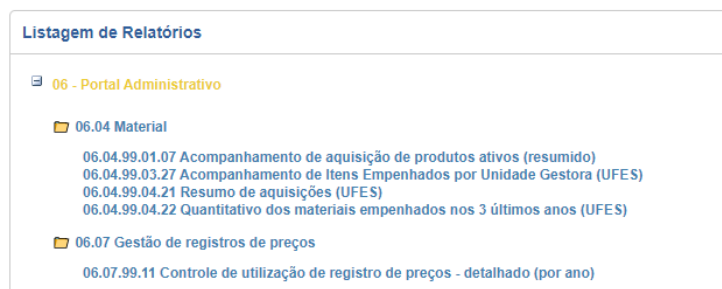 Listagem de Relatórios
06 - Portal Administrativo
06.04 Material
06.04.99.01.07 Acompanhamento de aquisição de produtos ativos (resumido)
06.04.99.03.27 Acompanhamento de Itens Empenhados por Unidade Gestora (UFES)
06.04.99.04.21 Resumo de aquisições (UFES)
06.04.99.04.22 Quantitativo dos materiais empenhados nos 3 últimos anos (UFES)
06.07 Gestão de registros de preços
06.07.99.11 Controle de utilização de registro de preços - detalhado (por ano)